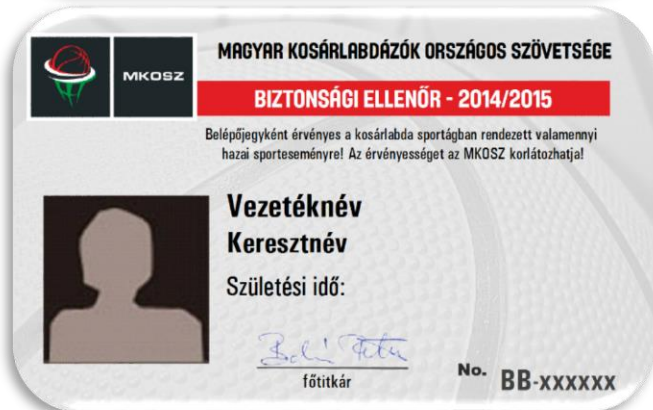 MKOSZ
MAGYAR KOSÁRLABDÁZÓK ORSZÁGOS SZÖVETSÉGE
BIZTONSÁGI ELLENŐR - 2014/2015
Belépőjegyként érvényes a kosárlabda sportágban rendezett valamennyi
hazai sporteseményre! Az érvényességet az MKOSZ korlátozhatja!
Vezetéknév
Keresztnév
Születési idő:
főtitkár
No. BB-xxxxxx